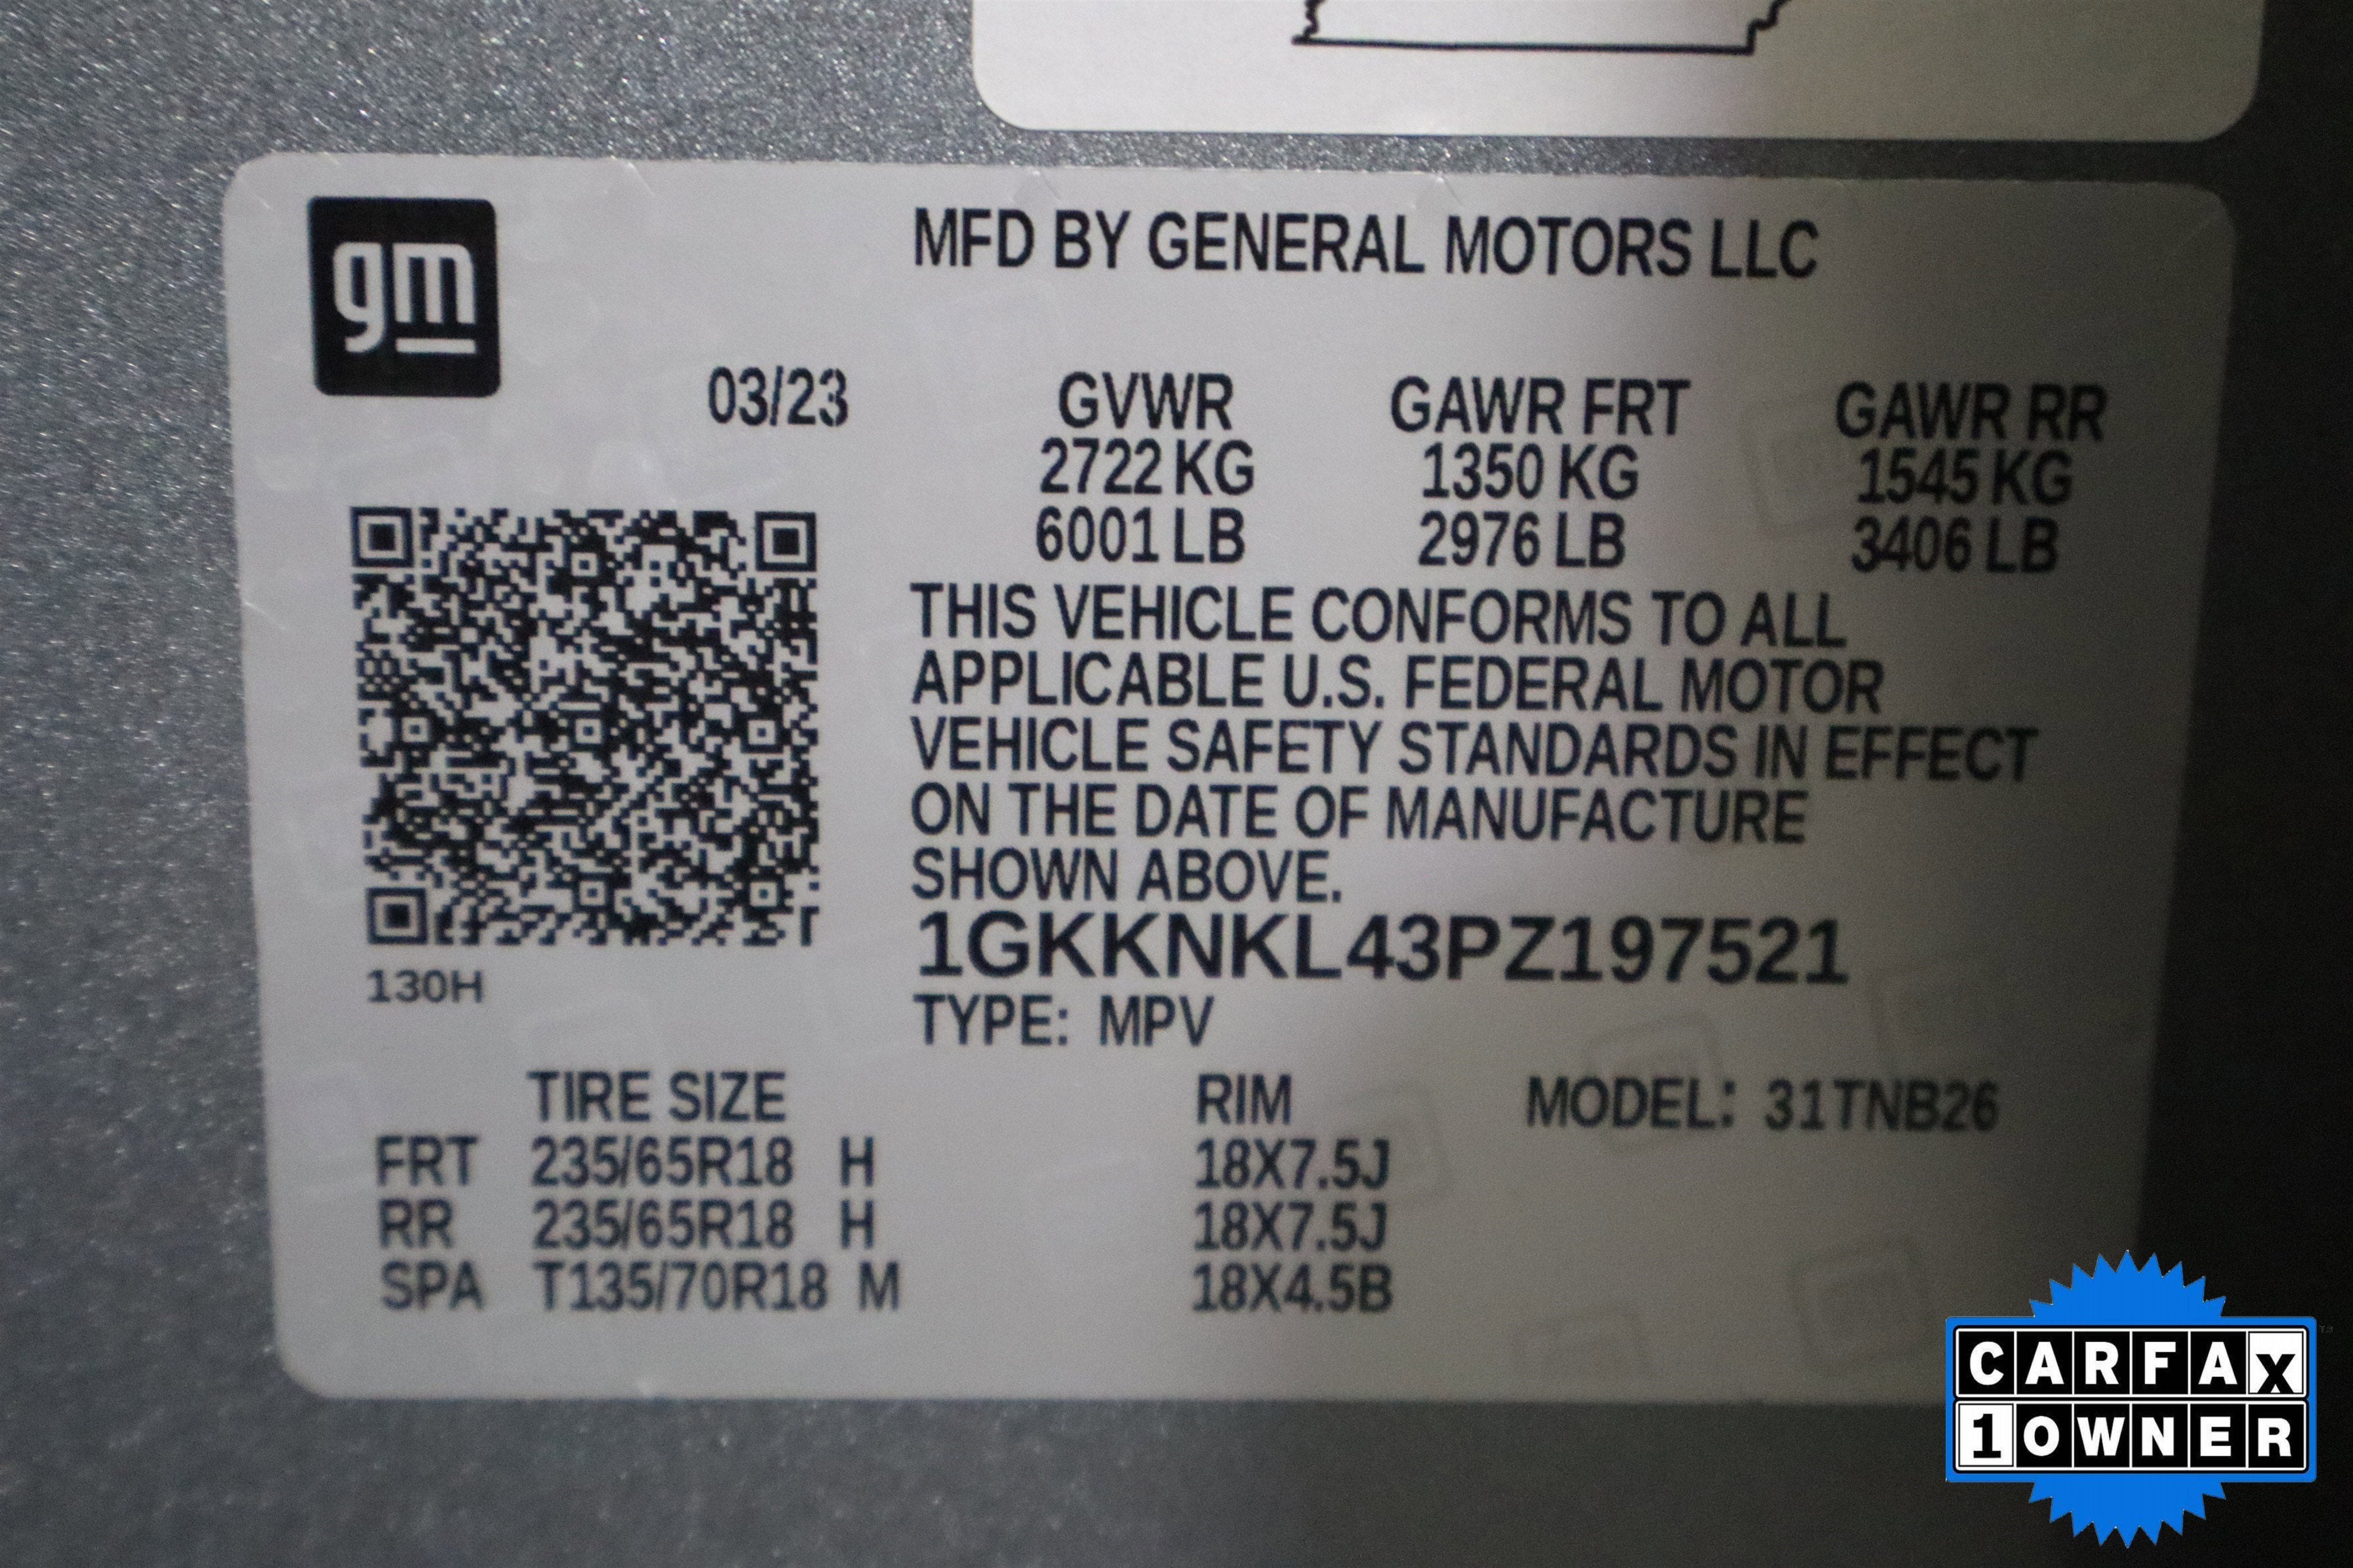 gm
MFD BY GENERAL MOTORS LLC
03/23
GVWR GAWR FRT GAWR RR
2722 KG 1350 KG 1545 KG
6001 LB 2976 LB 3406 LB
THIS VEHICLE CONFORMS TO ALL
APPLICABLE U.S. FEDERAL MOTOR
VEHICLE SAFETY STANDARDS IN EFFECT
ON THE DATE OF MANUFACTURE
SHOWN ABOVE.
1GKKNKL43PZ197521
130H
TYPE: MPV
TIRE SIZE RIM MODEL: 31TNB26
FRT 235/65R18 H 18X7.5J
RR 235/65R18 H 18X7.5J
SPA T135/70R18 M 18X4.5B
CARFAX
1 OWNER